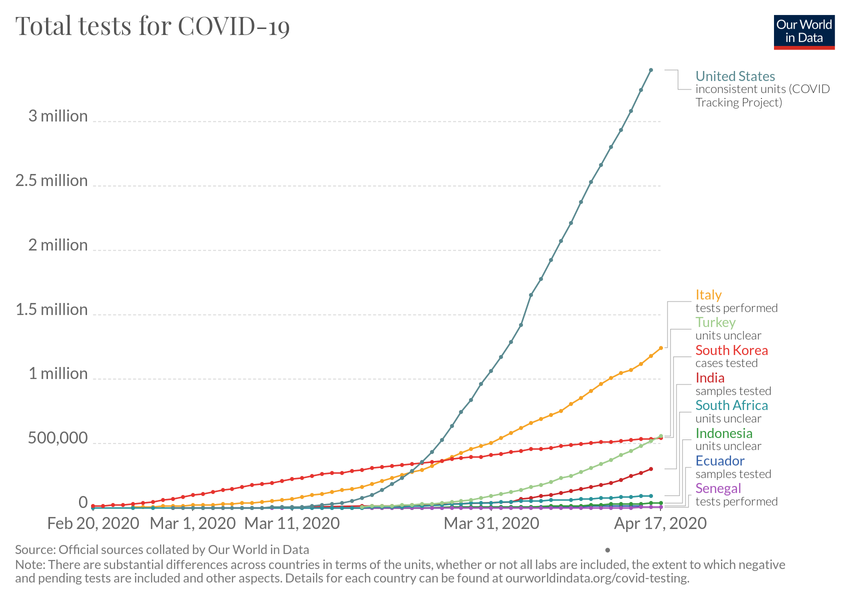 Total tests for COVID-19
Our World
in Data
United States
inconsistent units (COVID
Tracking Project)
3 million
2.5 million
2 million
1.5 million
1 million
500,000
0
Italy
tests performed
Turkey
units unclear
South Korea
cases tested
India
samples tested
South Africa
units unclear
Indonesia
units unclear
Ecuador
samples tested
Senegal
tests performed
Feb 20, 2020 Mar 1, 2020 Mar 11, 2020 Mar 31, 2020 Apr 17, 2020
Source: Official sources collated by Our World in Data
Note: There are substantial differences across countries in terms of the units, whether or not all labs are included, the extent to which negative
and pending tests are included and other aspects. Details for each country can be found at ourworldindata.org/covid-testing.